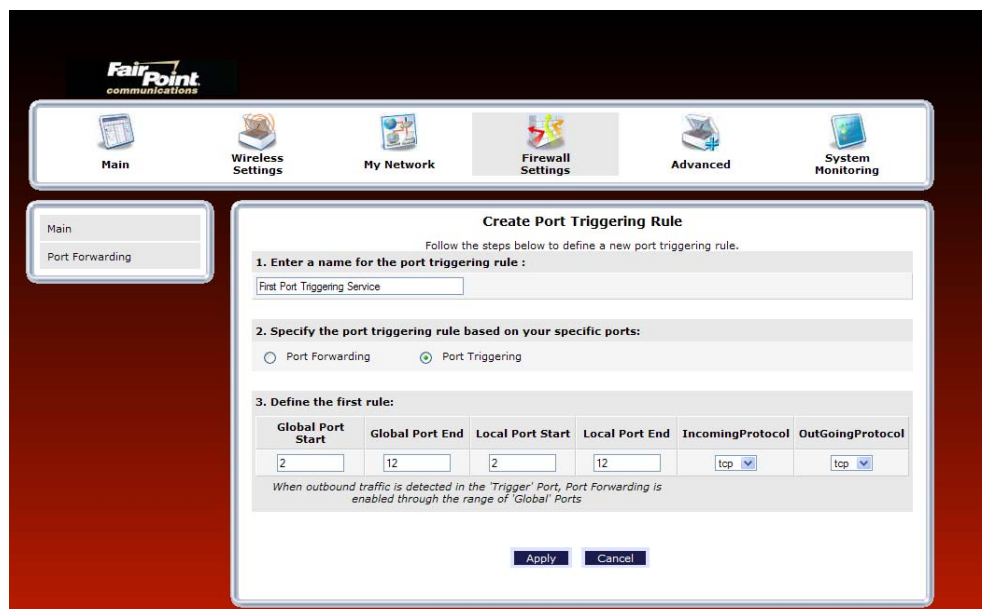 FairPoint.
communications
Main
Wireless
Settings
My Network
Firewall
Settings
Advanced
System
Monitoring
Main
Port Forwarding
Create Port Triggering Rule
Follow the steps below to define a new port triggering rule.
1. Enter a name for the port triggering rule :
First Port Triggering Service
2. Specify the port triggering rule based on your specific ports:
Port Forwarding Port Triggering
3. Define the first rule:
Global Port Start Global Port End Local Port Start Local Port End IncomingProtocol OutGoingProtocol
2 12 2 12 tcp tcp
When outbound traffic is detected in the 'Trigger' Port, Port Forwarding is
enabled through the range of 'Global' Ports
Apply Cancel